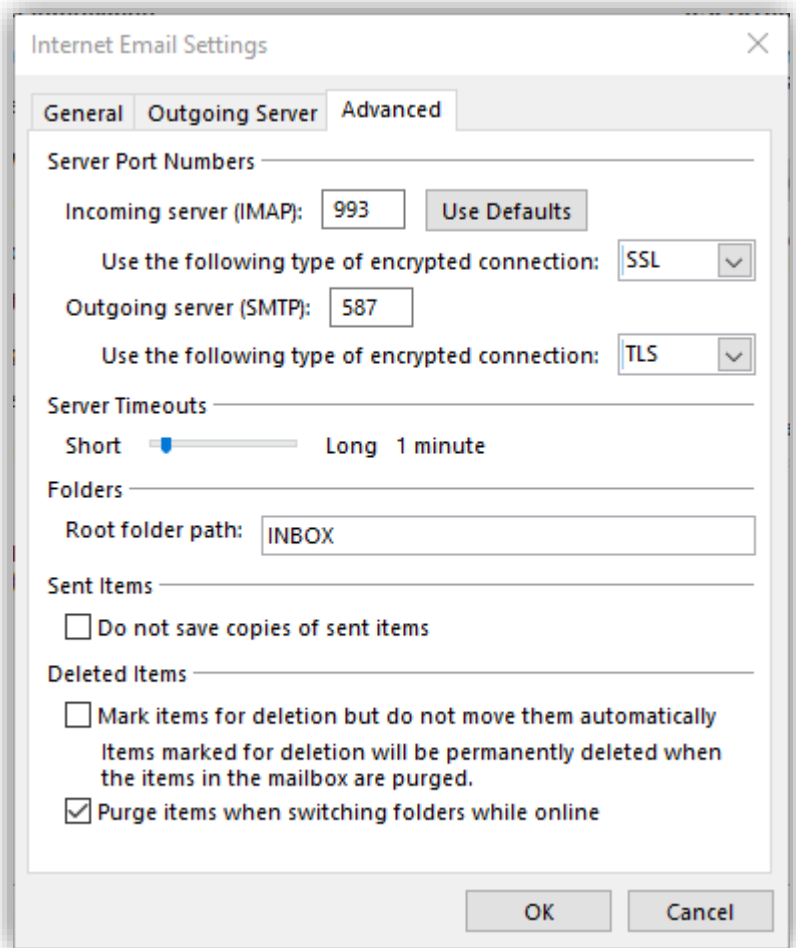 Internet Email Settings
General Outgoing Server Advanced
Server Port Numbers
Incoming server (IMAP): 993 Use Defaults
Use the following type of encrypted connection: SSL
Outgoing server (SMTP): 587
Use the following type of encrypted connection: TLS
Server Timeouts
Short Long 1 minute
Folders
Root folder path: INBOX
Sent Items
Do not save copies of sent items
Deleted Items
Mark items for deletion but do not move them automatically
Items marked for deletion will be permanently deleted when
the items in the mailbox are purged.
Purge items when switching folders while online
OK Cancel